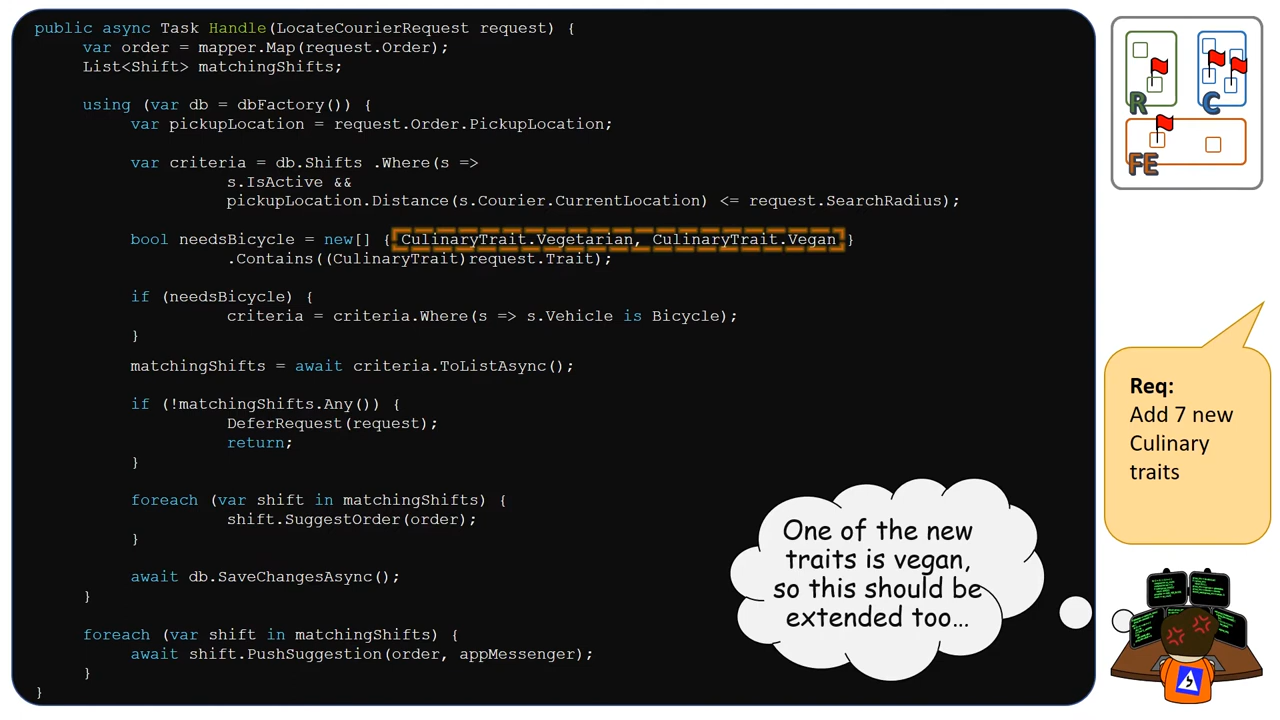 public async Task Handle(LocateCourierRequest request) {
var order = mapper.Map(request.Order);
List<Shift> matchingShifts;
using (var db = dbFactory()) {
var pickupLocation = request.Order.PickupLocation;
var criteria = db.Shifts .Where(s =>
s.IsActive &&
pickupLocation.Distance(s.Courier.CurrentLocation) <= request.SearchRadius);
bool needsBicycle = new[] { CulinaryTrait.Vegetarian, CulinaryTrait.Vegan }
.Contains((CulinaryTrait)request.Trait);
if (needsBicycle) {
criteria = criteria.Where(s => s.Vehicle is Bicycle);
}
matchingShifts = await criteria.ToListAsync();
if (!matchingShifts.Any()) {
DeferRequest(request);
return;
}
foreach (var shift in matchingShifts) {
shift.SuggestOrder(order);
}
await db.SaveChangesAsync();
}
foreach (var shift in matchingShifts) {
await shift.PushSuggestion(order, appMessenger);
}
}
R
C
FE
Req:
Add 7 new
Culinary
traits
One of the new
traits is vegan,
so this should be
extended too…